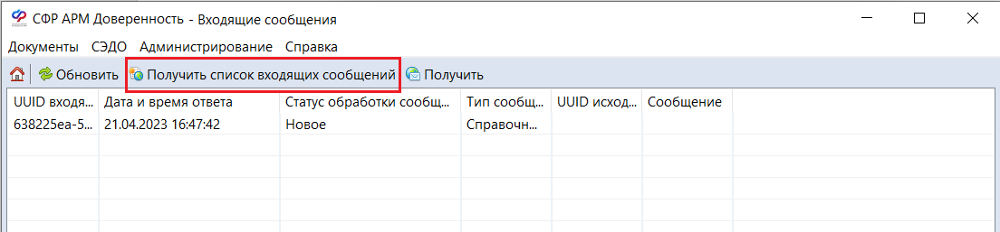 СФР АРМ Доверенность - Входящие сообщения
Документы СЭДО Администрирование Справка
Обновить Получить список входящих сообщений Получить
UUID входя... Дата и время ответа Статус обработки сообщ... Тип сообщ... UUID исход... Сообщение
638225ea-5... 21.04.2023 16:47:42 Новое Справочн...